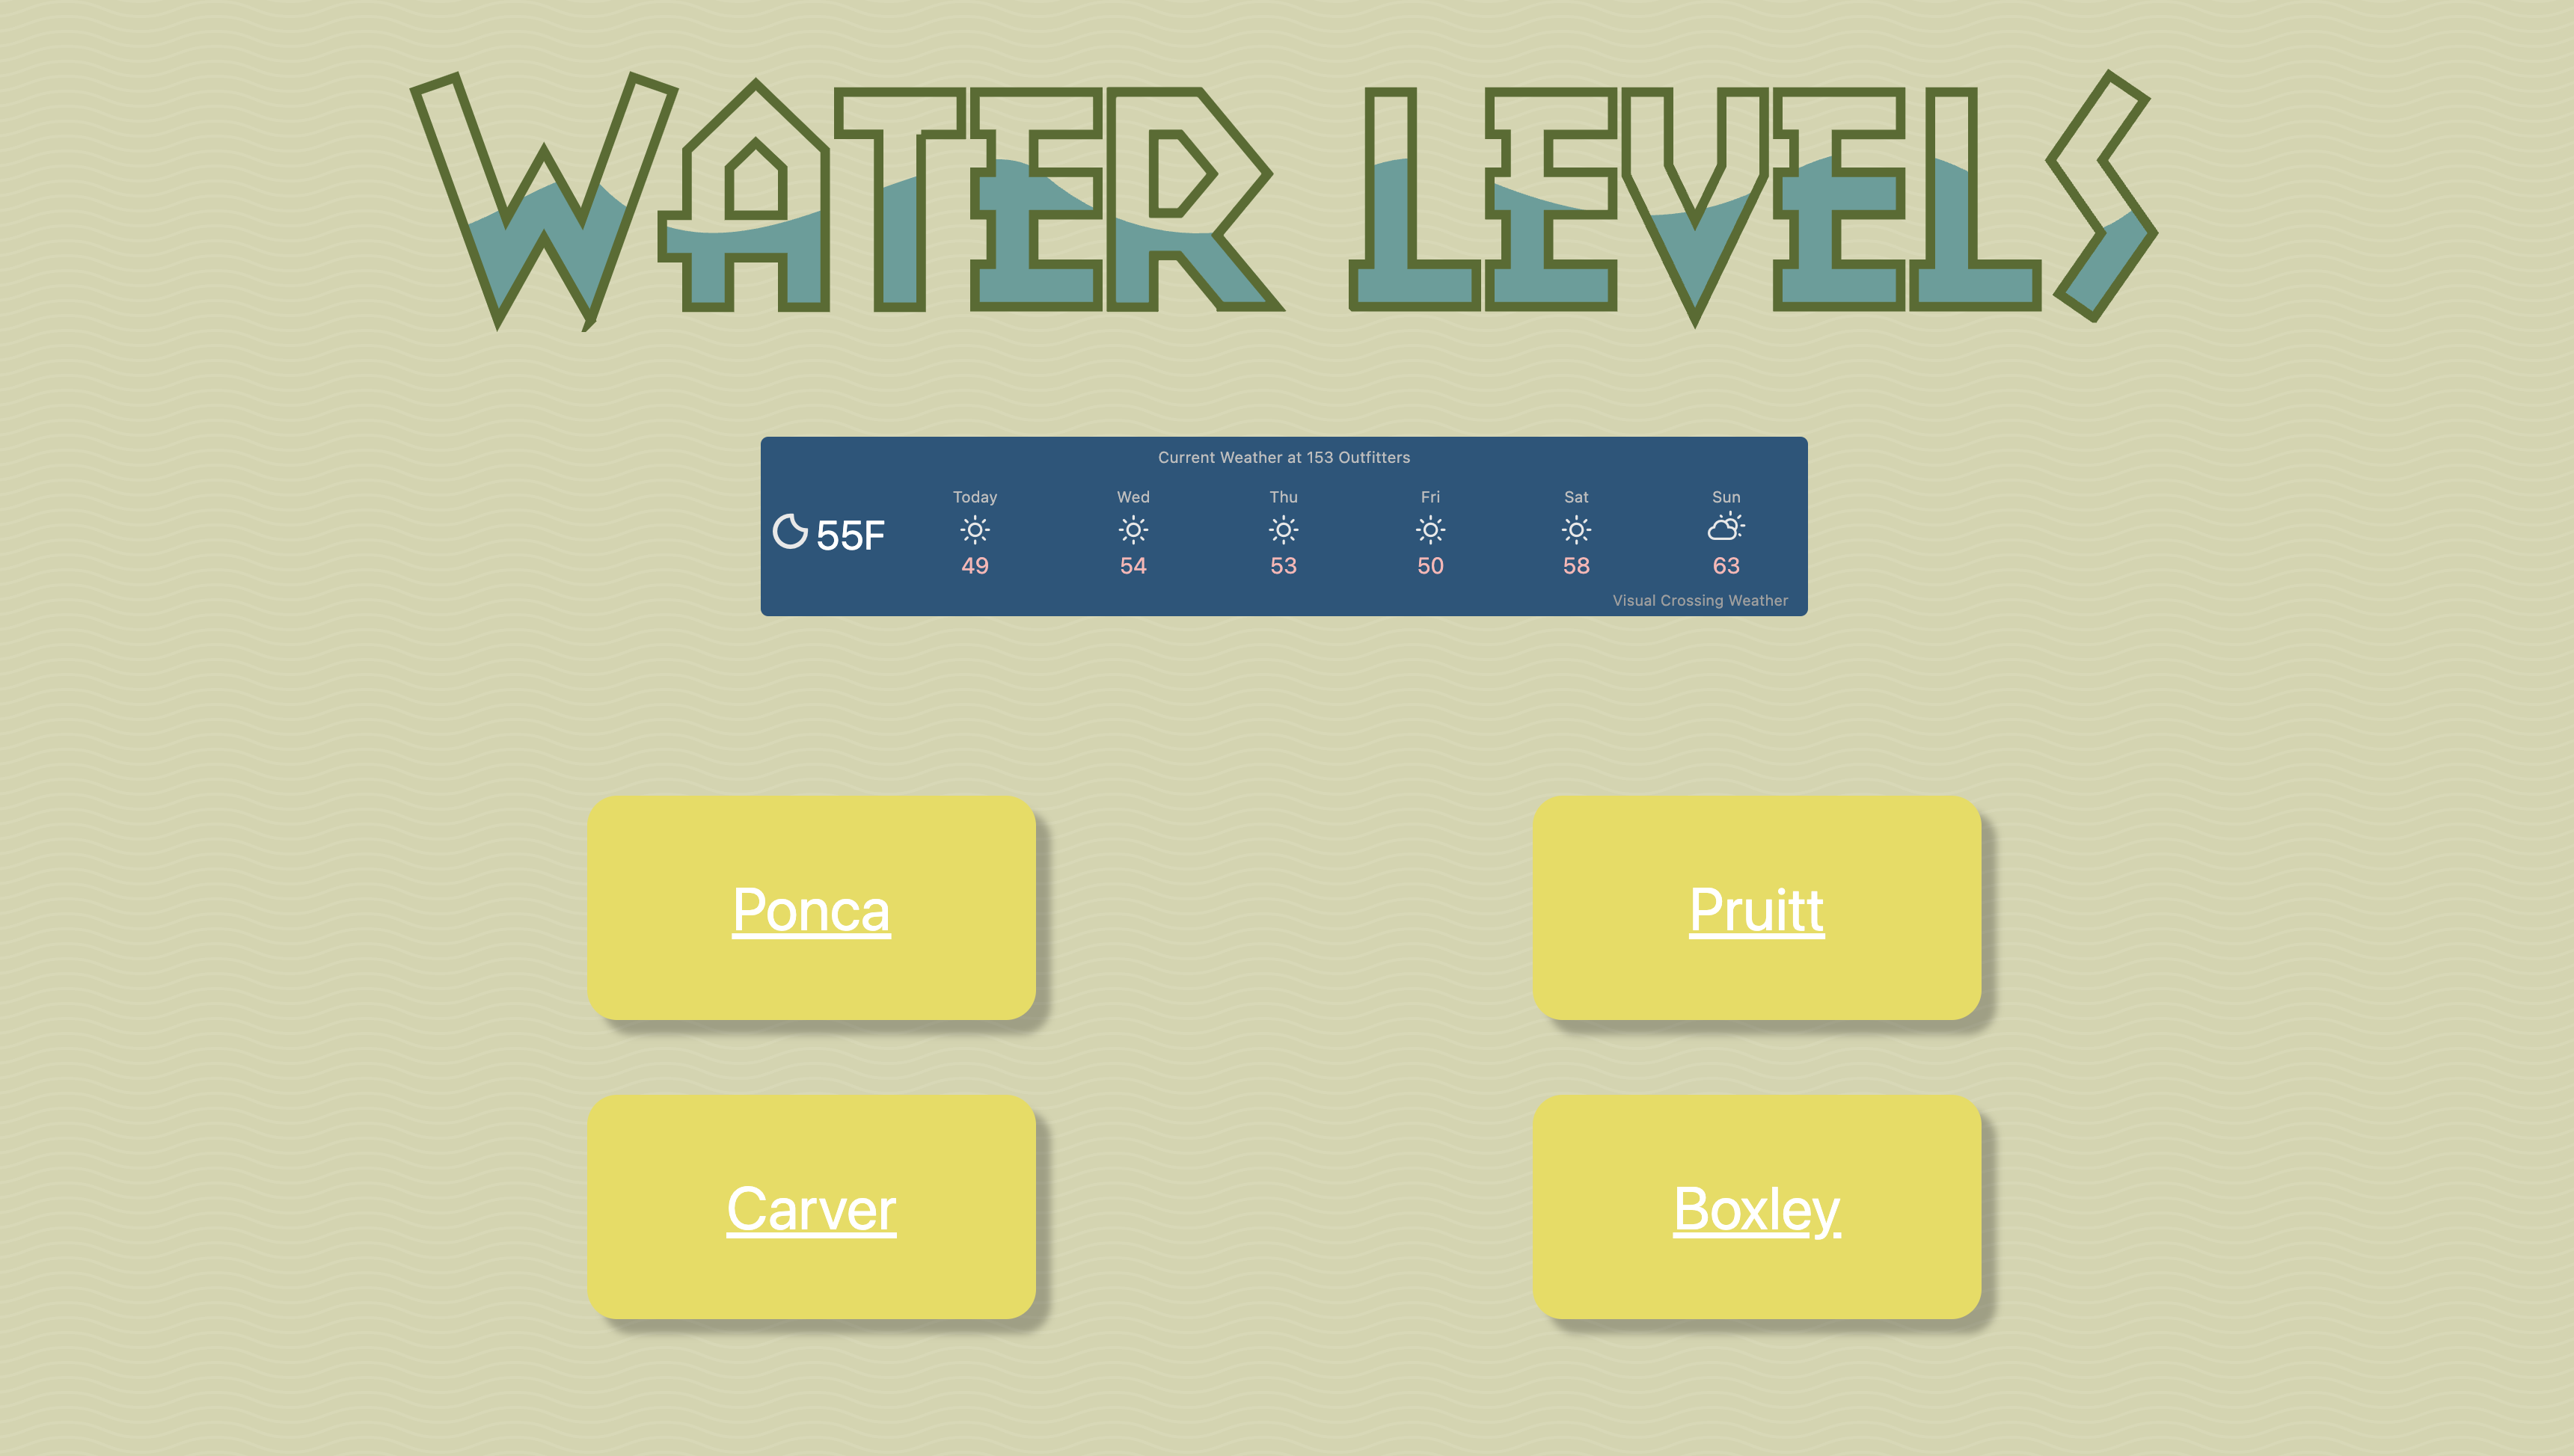 WATER LEVELS
Current Weather at 153 Outfitters
Today Wed Thu Fri Sat Sun
55F
49 54 53 50 58 63
Visual Crossing Weather
Ponca Pruitt
Carver Boxley